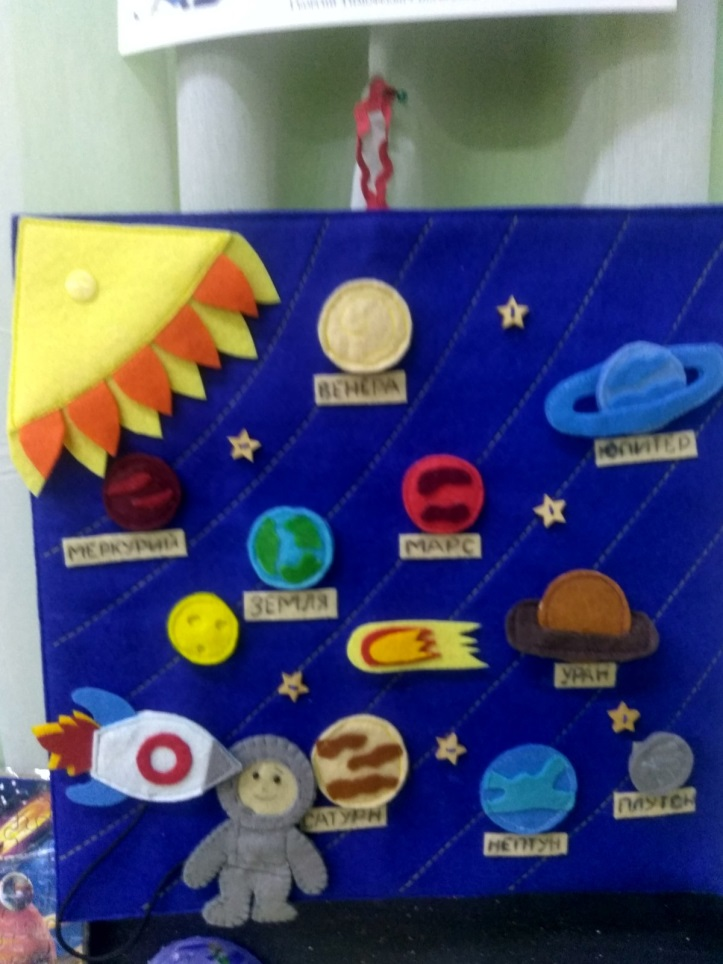 ВЕНЕРА
ЮПИТЕР
МЕРКУРИЙ
МАРС
ЗЕМЛЯ
УРАН
САТУРН
ПЛУТОН
НЕПТУН